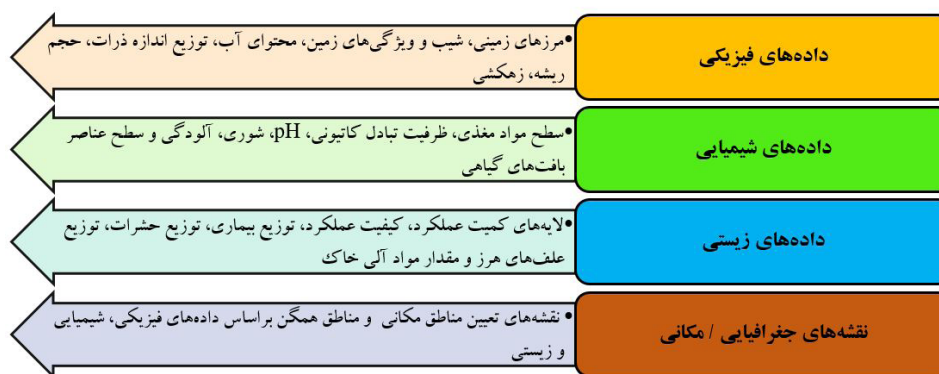 داده‌های فیزیکی
•مرزهای زمینی، شیب و ویژگی‌های زمین، محتوای آب، توزیع اندازه ذرات، حجم
ریشه، زهکشی
داده‌های شیمیایی
•سطح مواد مغذی، ظرفیت تبادل کاتیونی، pH، شوری، آلودگی و سطح عناصر
بافت‌های گیاهی
داده‌های زیستی
•لایه‌های کمیت عملکرد، کیفیت عملکرد، توزیع بیماری، توزیع حشرات، توزیع
علف‌های هرز و مقدار مواد آلی خاک
نقشه‌های جغرافیایی / مکانی
•نقشه‌های تعیین مناطق مکانی و مناطق همگن براساس داده‌های فیزیکی، شیمیایی
و زیستی